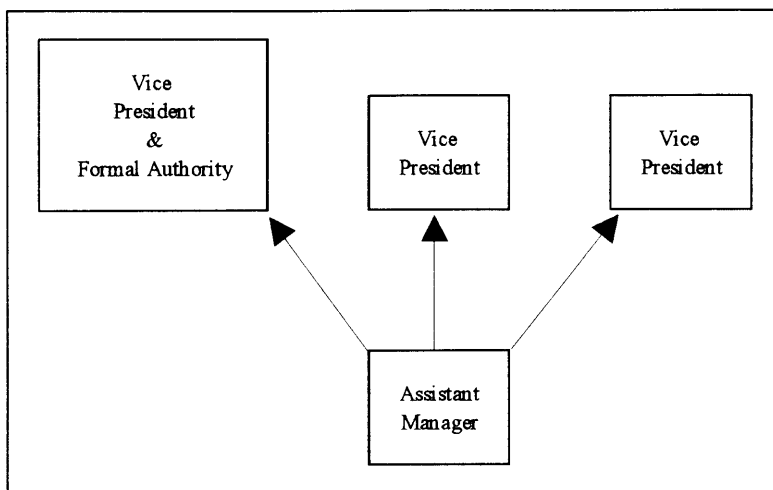 Vice
President
&
Formal Authority
Vice
President
Vice
President
Assistant
Manager